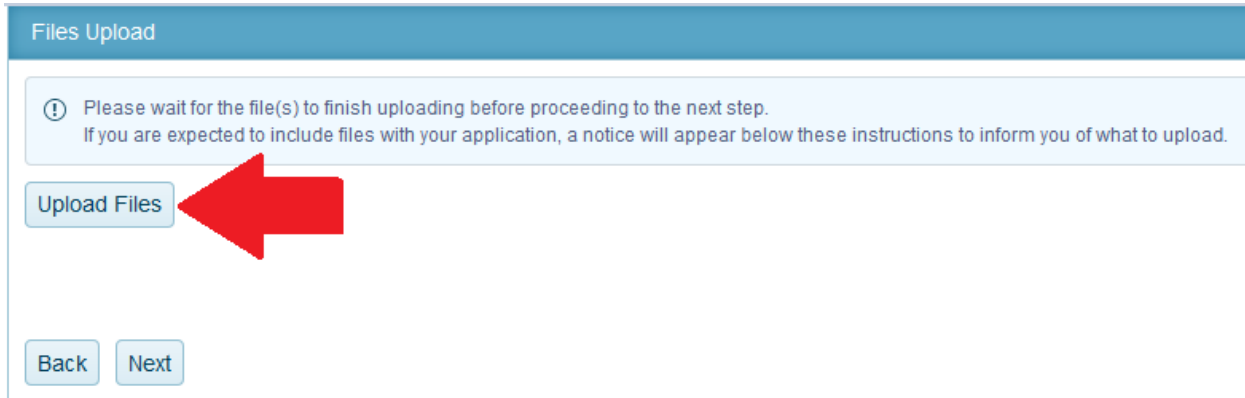 Files Upload
Please wait for the file(s) to finish uploading before proceeding to the next step.
If you are expected to include files with your application, a notice will appear below these instructions to inform you of what to upload.
Upload Files
Back Next